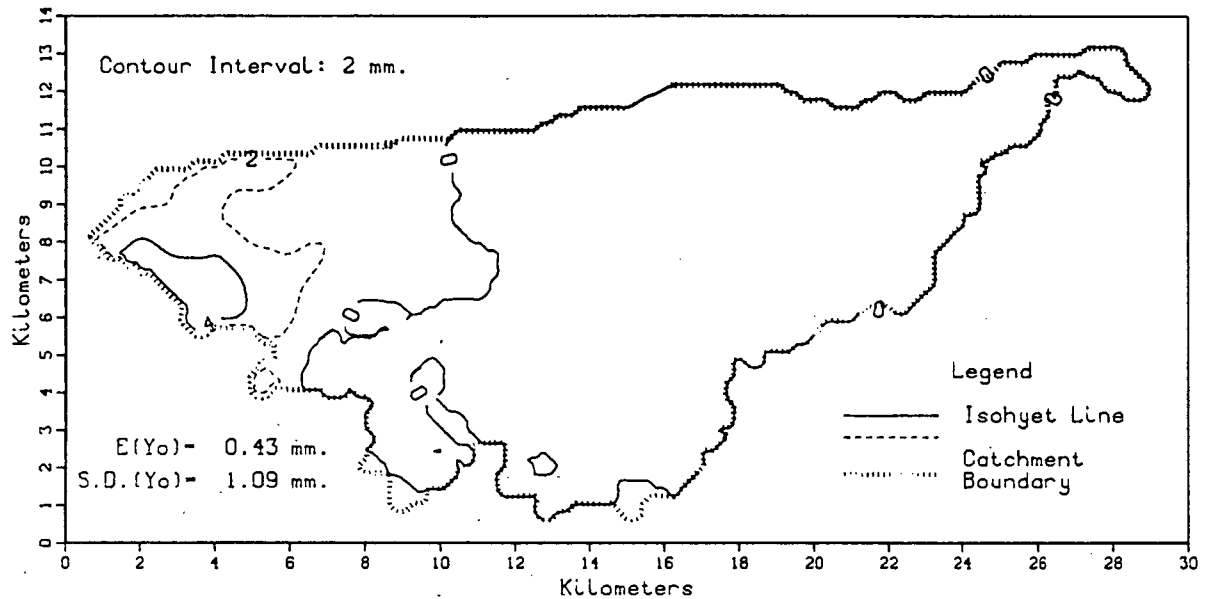 14
13
12
11
10
9
8
7
6
5
4
3
2
1
0
Kilometers
Contour Interval: 2 mm.
0
0
2
0
0
4
0
0
Legend
Isohyet Line
Catchment
Boundary
E(Yo)= 0.43 mm.
S.D.(Yo)= 1.09 mm.
0 2 4 6 8 10 12 14 16 18 20 22 24 26 28 30
Kilometers